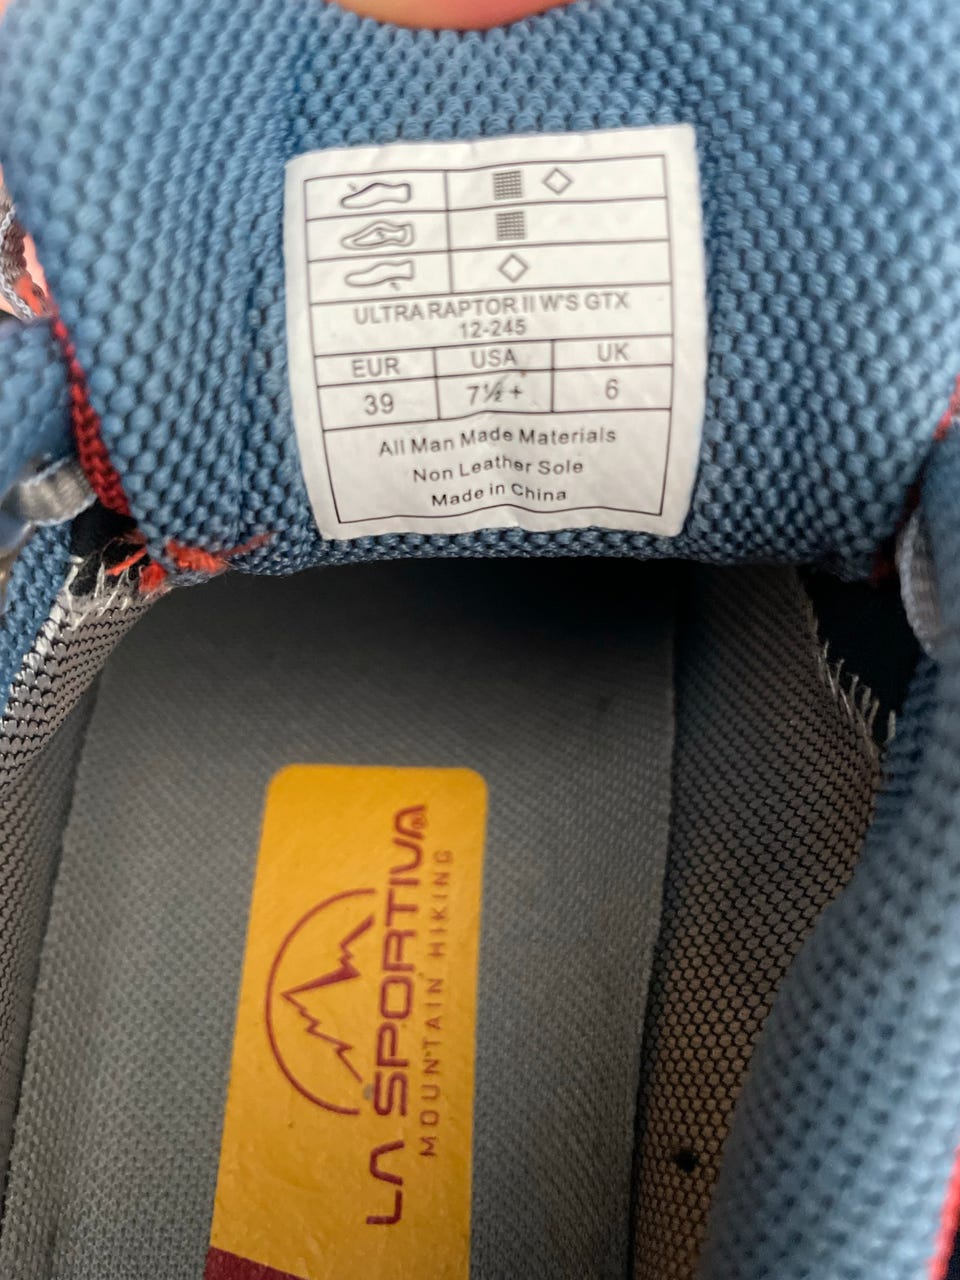 ULTRA RAPTOR II W'S GTX
12-245
EUR USA UK
39 7½+ 6
All Man Made Materials
Non Leather Sole
Made in China
LA SPORTIVA®
MOUNTAIN HIKING